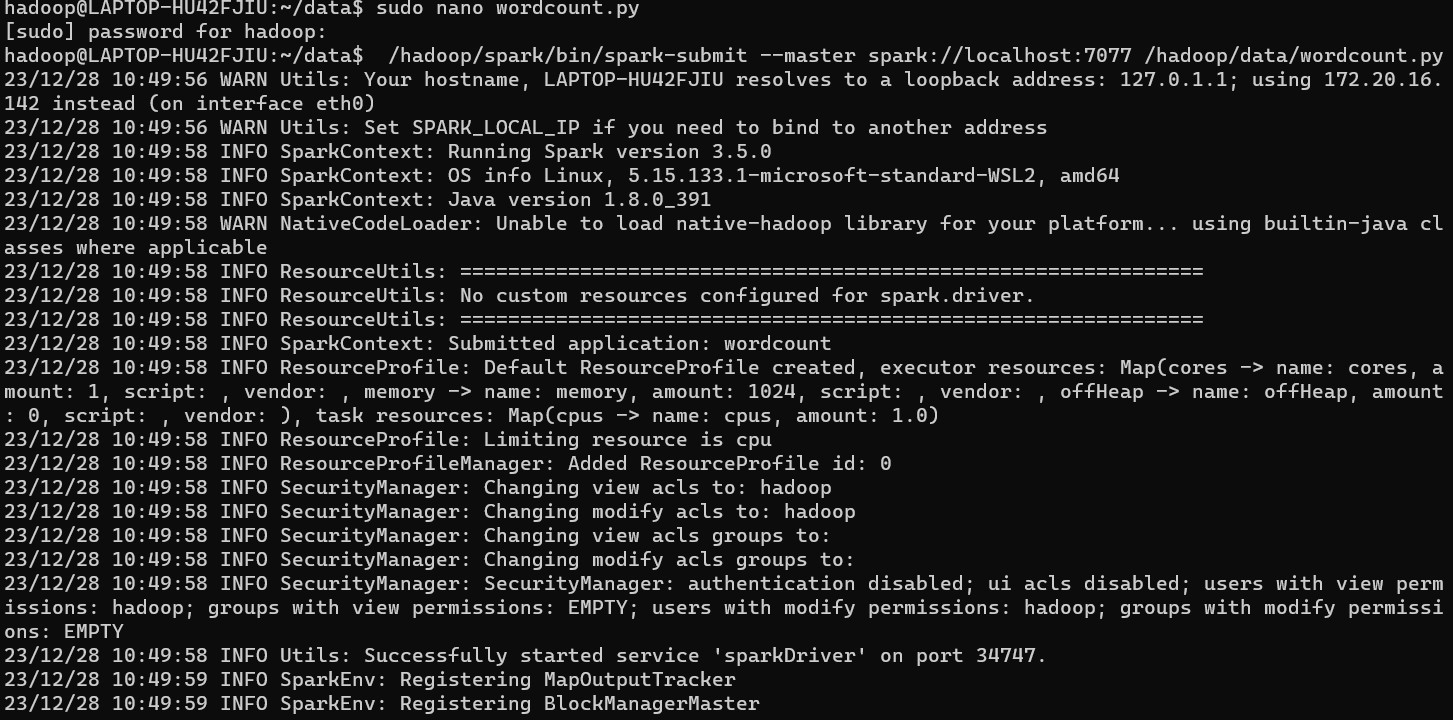 hadoop@LAPTOP-HU42FJIU:~/data$ sudo nano wordcount.py
[sudo] password for hadoop:
hadoop@LAPTOP-HU42FJIU:~/data$  /hadoop/spark/bin/spark-submit --master spark://localhost:7077 /hadoop/data/wordcount.py
23/12/28 10:49:56 WARN Utils: Your hostname, LAPTOP-HU42FJIU resolves to a loopback address: 127.0.1.1; using 172.20.16.
142 instead (on interface eth0)
23/12/28 10:49:56 WARN Utils: Set SPARK_LOCAL_IP if you need to bind to another address
23/12/28 10:49:58 INFO SparkContext: Running Spark version 3.5.0
23/12/28 10:49:58 INFO SparkContext: OS info Linux, 5.15.133.1-microsoft-standard-WSL2, amd64
23/12/28 10:49:58 INFO SparkContext: Java version 1.8.0_391
23/12/28 10:49:58 WARN NativeCodeLoader: Unable to load native-hadoop library for your platform... using builtin-java cl
asses where applicable
23/12/28 10:49:58 INFO ResourceUtils: ==============================================================
23/12/28 10:49:58 INFO ResourceUtils: No custom resources configured for spark.driver.
23/12/28 10:49:58 INFO ResourceUtils: ==============================================================
23/12/28 10:49:58 INFO SparkContext: Submitted application: wordcount
23/12/28 10:49:58 INFO ResourceProfile: Default ResourceProfile created, executor resources: Map(cores -> name: cores, a
mount: 1, script: , vendor: , memory -> name: memory, amount: 1024, script: , vendor: , offHeap -> name: offHeap, amount
: 0, script: , vendor: ), task resources: Map(cpus -> name: cpus, amount: 1.0)
23/12/28 10:49:58 INFO ResourceProfile: Limiting resource is cpu
23/12/28 10:49:58 INFO ResourceProfileManager: Added ResourceProfile id: 0
23/12/28 10:49:58 INFO SecurityManager: Changing view acls to: hadoop
23/12/28 10:49:58 INFO SecurityManager: Changing modify acls to: hadoop
23/12/28 10:49:58 INFO SecurityManager: Changing view acls groups to:
23/12/28 10:49:58 INFO SecurityManager: Changing modify acls groups to:
23/12/28 10:49:58 INFO SecurityManager: SecurityManager: authentication disabled; ui acls disabled; users with view perm
issions: hadoop; groups with view permissions: EMPTY; users with modify permissions: hadoop; groups with modify permissi
ons: EMPTY
23/12/28 10:49:58 INFO Utils: Successfully started service 'sparkDriver' on port 34747.
23/12/28 10:49:59 INFO SparkEnv: Registering MapOutputTracker
23/12/28 10:49:59 INFO SparkEnv: Registering BlockManagerMaster